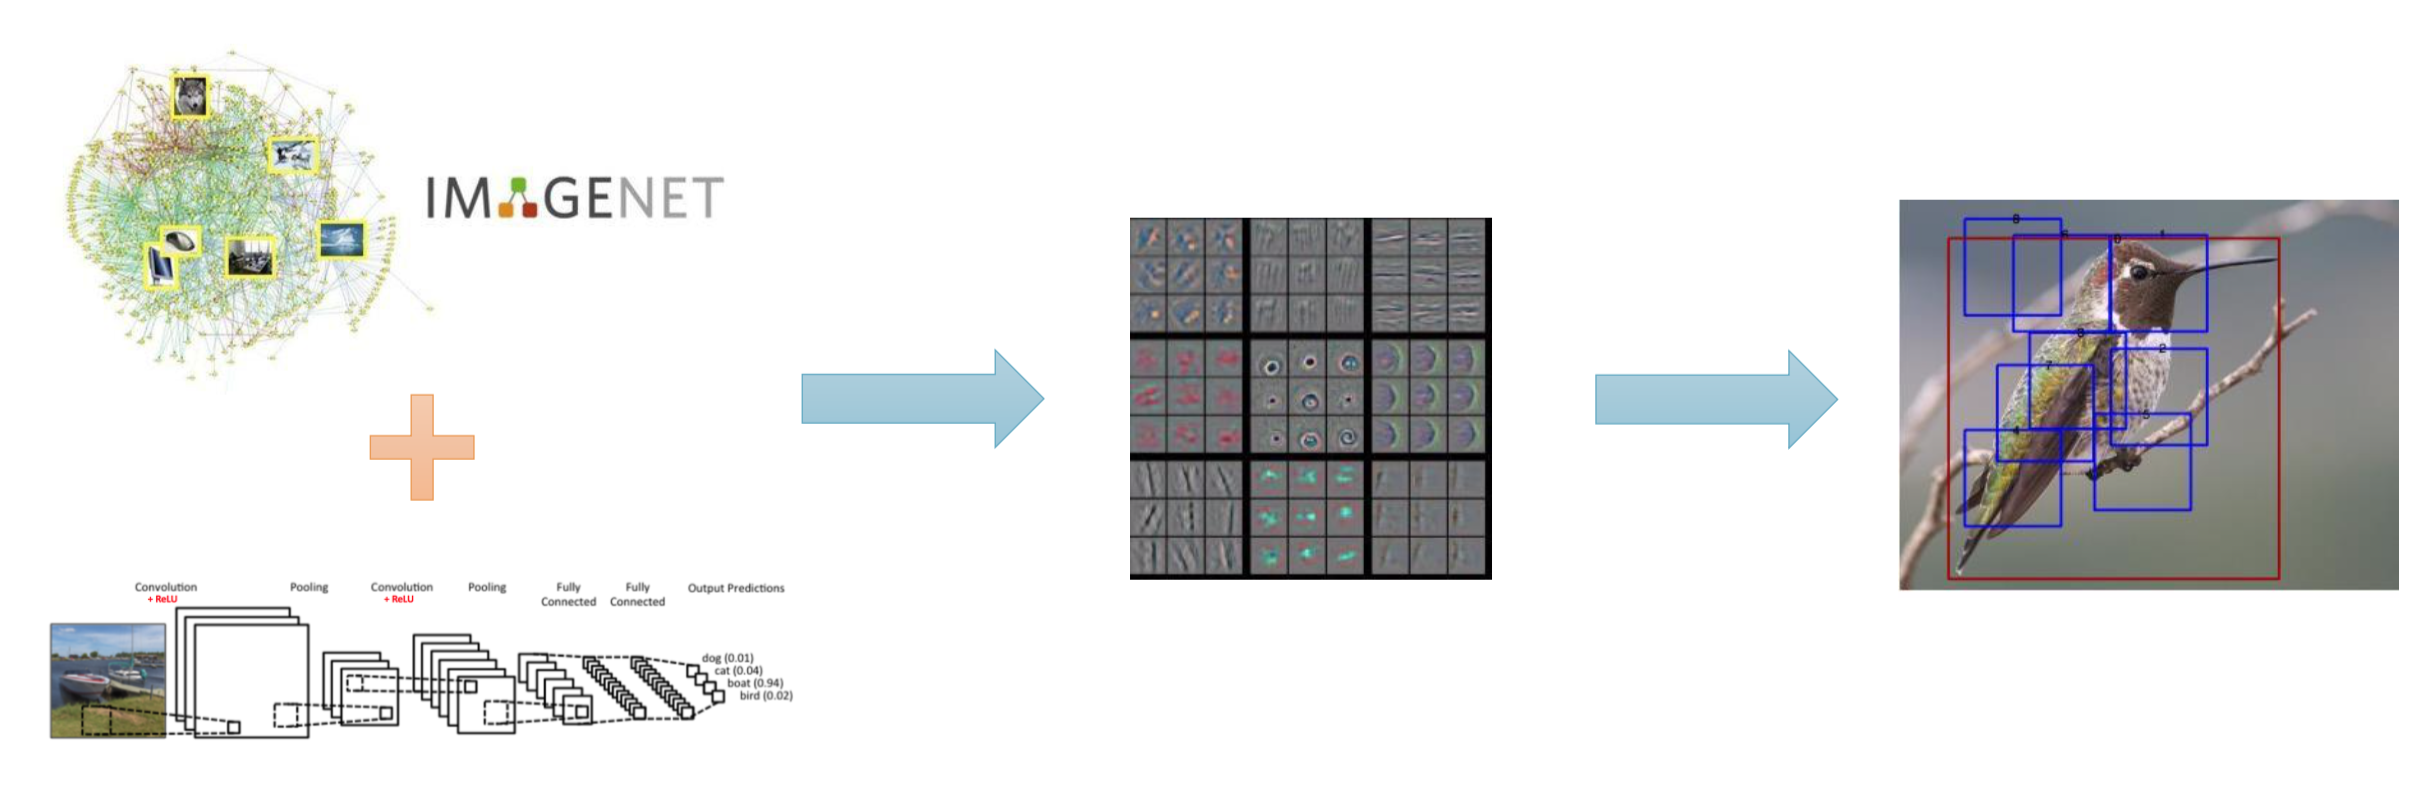 IMAGENET
Convolution
+ ReLU
Pooling
Convolution
+ ReLU
Pooling
Fully
Connected
Fully
Connected
Output Predictions
dog (0.01)
cat (0.04)
boat (0.94)
bird (0.02)
8
6
0
1
3
2
7
5
4